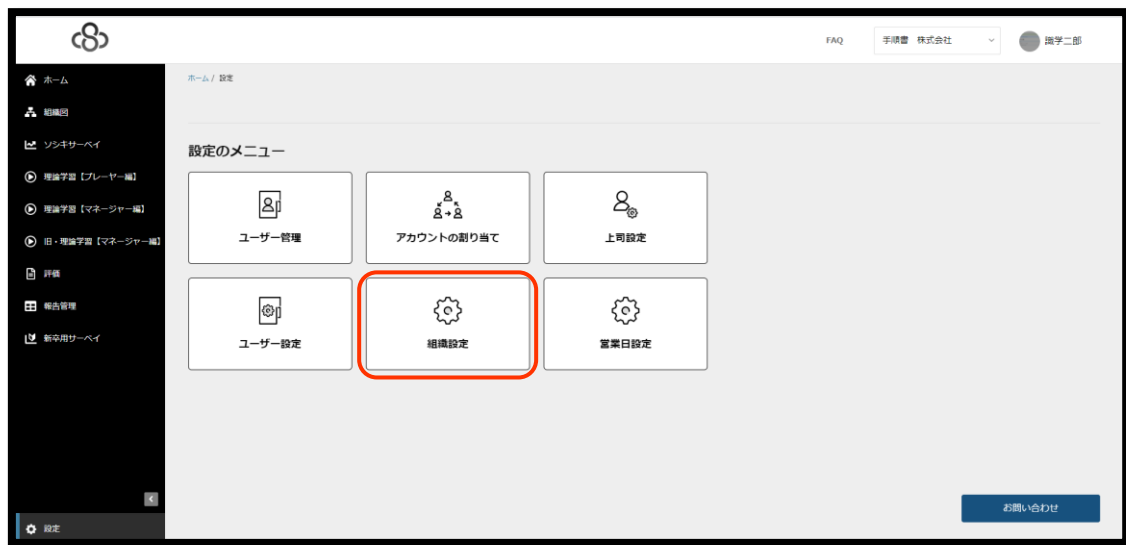 FAQ
手順書 株式会社
識学二郎
ホーム
組織図
ソシキサーベイ
理論学習【プレーヤー編】
理論学習【マネージャー編】
旧・理論学習【マネージャー編】
評価
報告管理
新卒用サーベイ
設定
ホーム / 設定
設定のメニュー
ユーザー管理
アカウントの割り当て
上司設定
ユーザー設定
組織設定
営業日設定
お問い合わせ